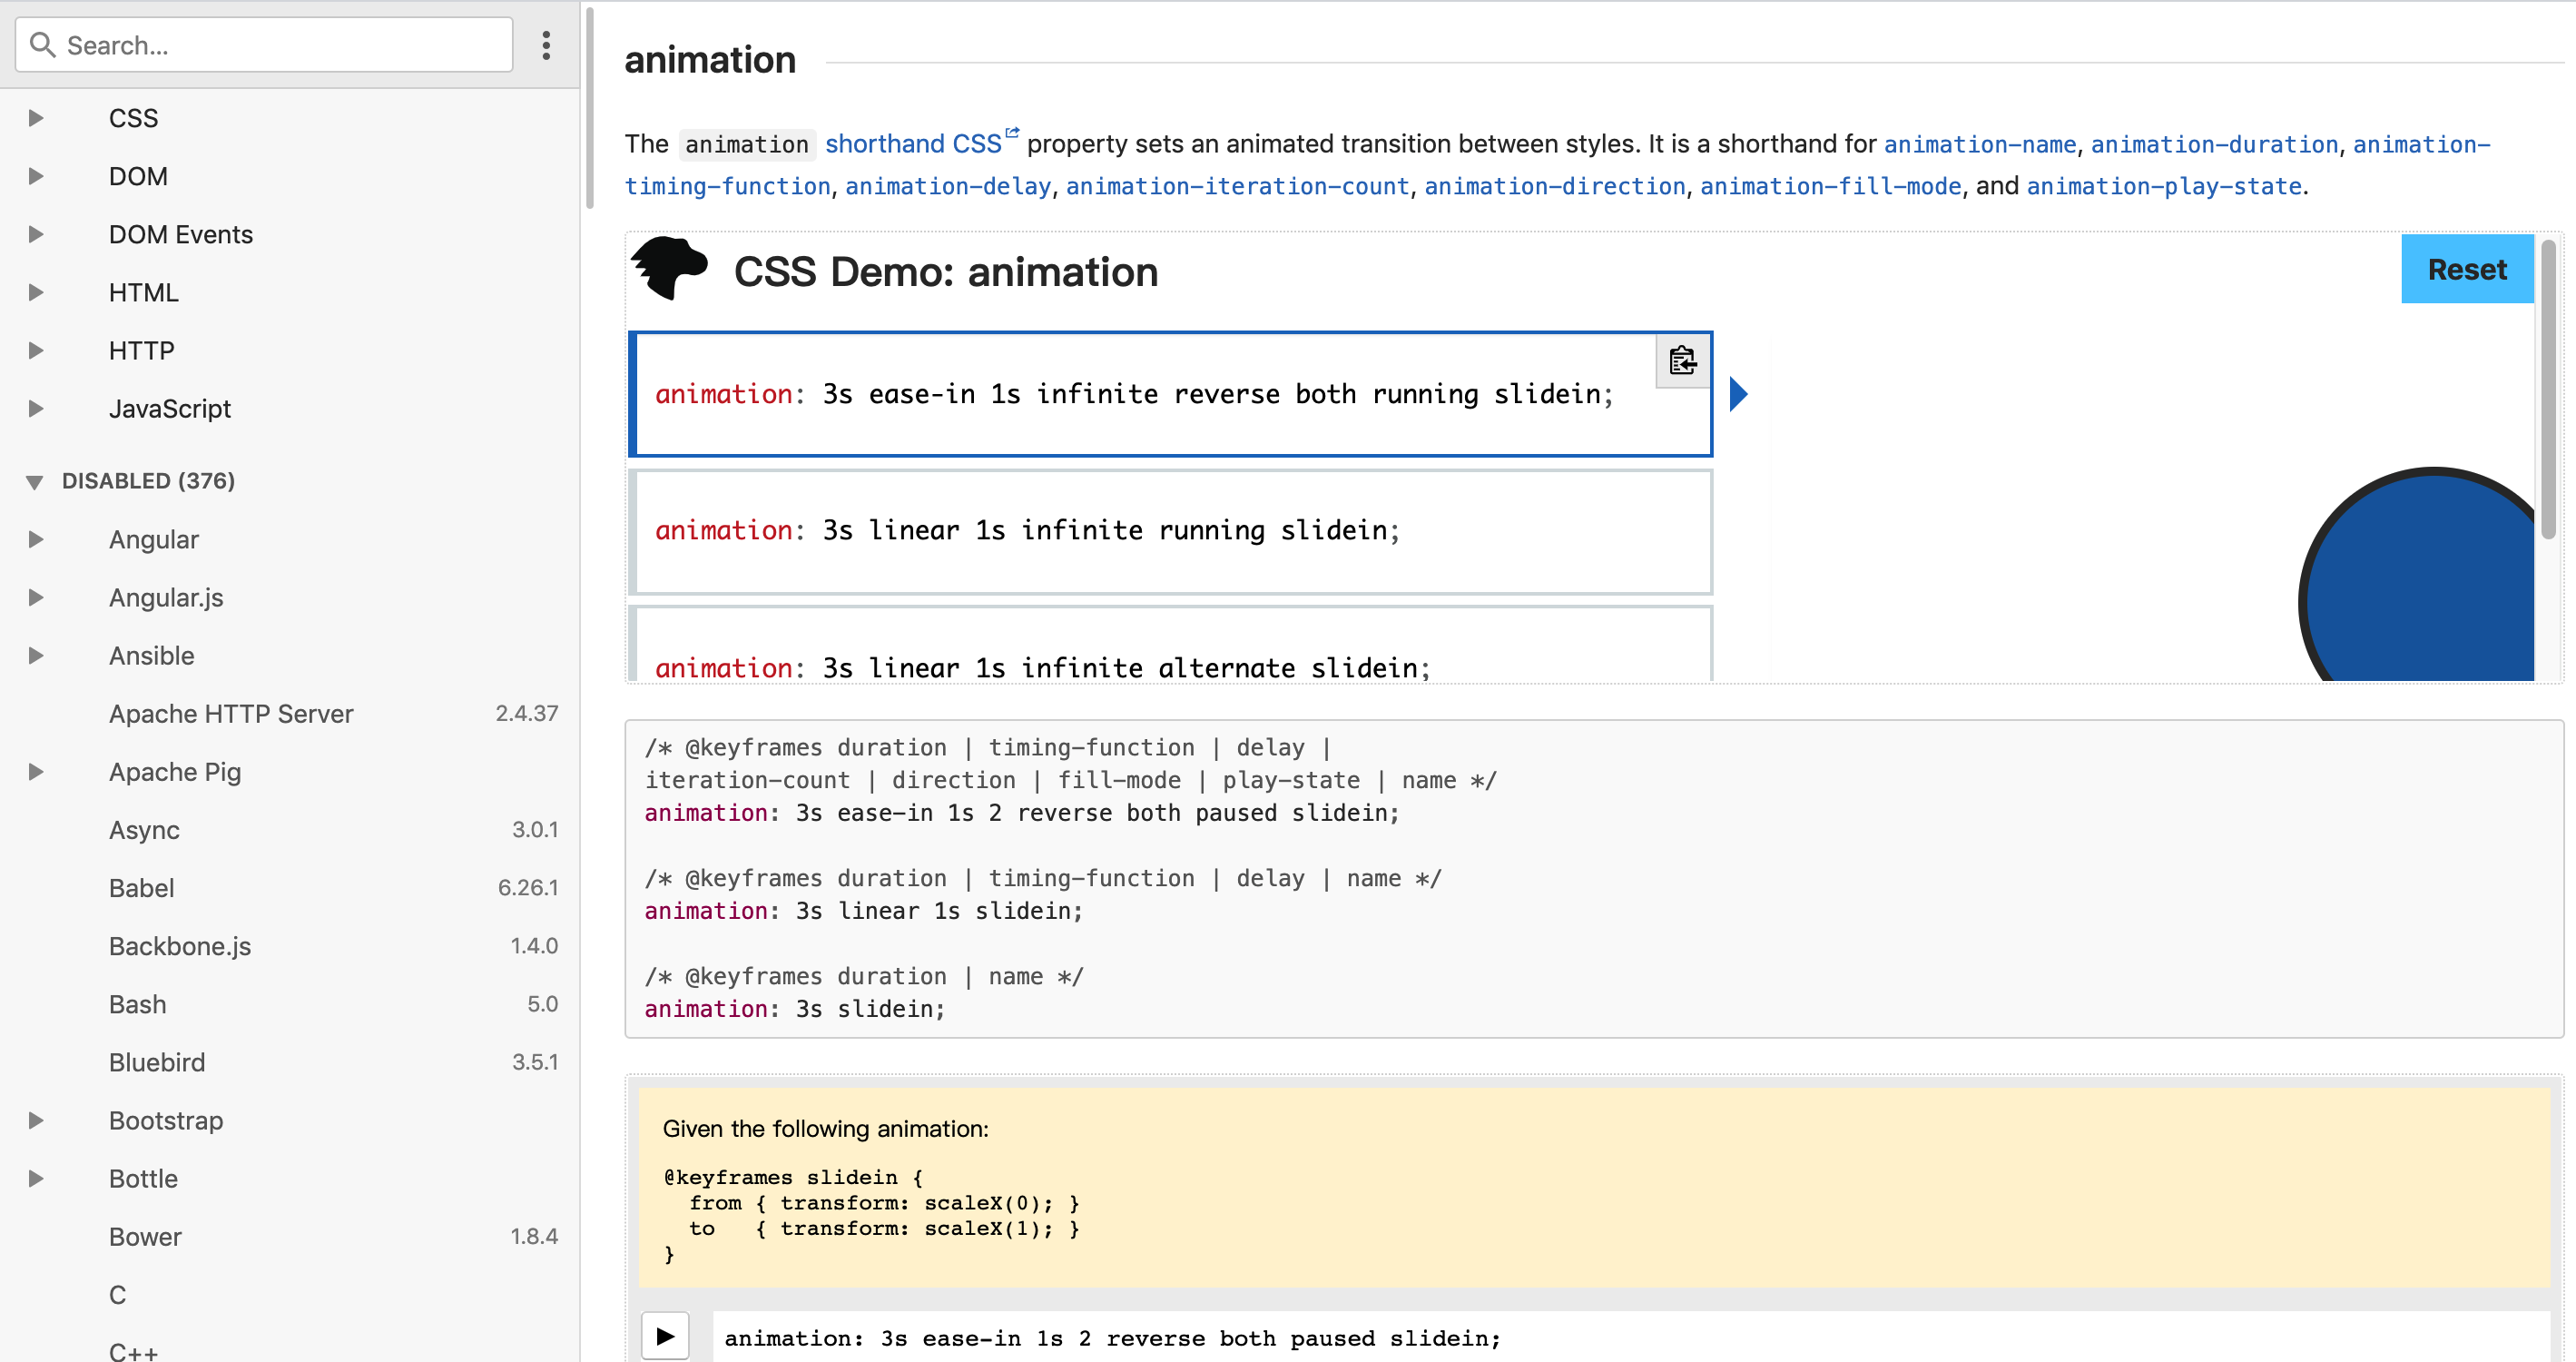 Search...
CSS
DOM
DOM Events
HTML
HTTP
JavaScript
DISABLED (376)
Angular
Angular.js
Ansible
Apache HTTP Server 2.4.37
Apache Pig
Async 3.0.1
Babel 6.26.1
Backbone.js 1.4.0
Bash 5.0
Bluebird 3.5.1
Bootstrap
Bottle
Bower 1.8.4
C
C++
animation
The animation shorthand CSS property sets an animated transition between styles. It is a shorthand for animation-name, animation-duration, animation-
timing-function, animation-delay, animation-iteration-count, animation-direction, animation-fill-mode, and animation-play-state.
CSS Demo: animation
Reset
animation: 3s ease-in 1s infinite reverse both running slidein;
animation: 3s linear 1s infinite running slidein;
animation: 3s linear 1s infinite alternate slidein;
/* @keyframes duration | timing-function | delay |
iteration-count | direction | fill-mode | play-state | name */
animation: 3s ease-in 1s 2 reverse both paused slidein;
/* @keyframes duration | timing-function | delay | name */
animation: 3s linear 1s slidein;
/* @keyframes duration | name */
animation: 3s slidein;
Given the following animation:
@keyframes slidein {
from { transform: scaleX(0); }
to { transform: scaleX(1); }
}
animation: 3s ease-in 1s 2 reverse both paused slidein;